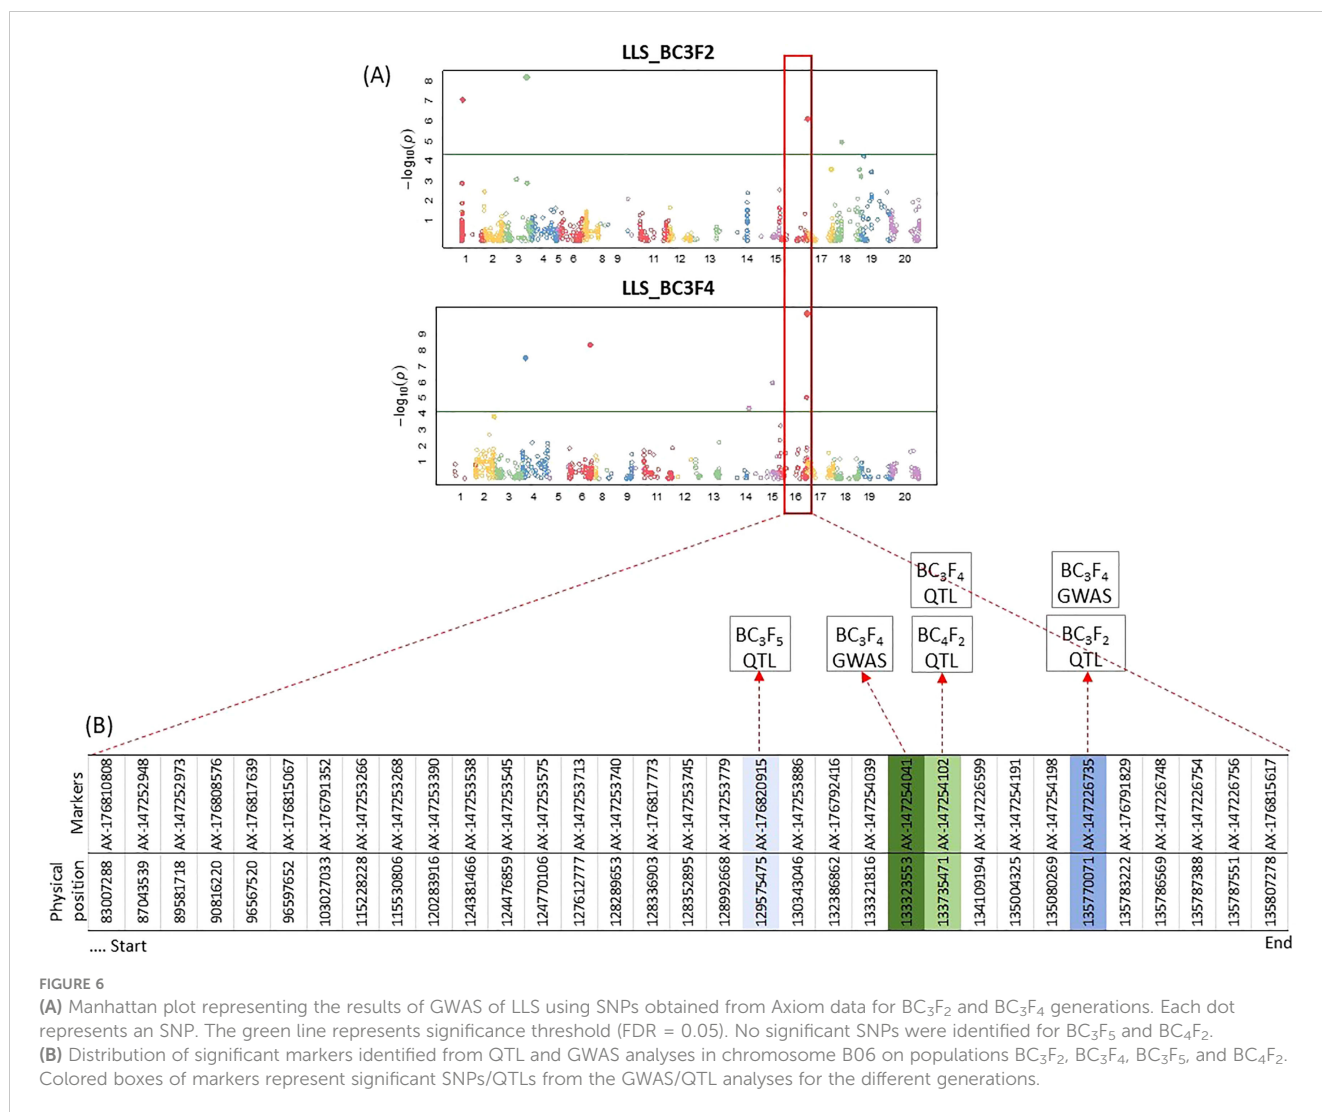 LLS_BC3F2
(A)
−log10(p)
8
7
6
5
4
3
2
1
1 2 3 4 5 6 8 9 11 12 14 15 17 18 19 20
LLS_BC3F4
−log10(p)
9
8
7
6
5
4
3
2
1
1 2 3 4 5 6 8 9 11 12 13 14 15 16 17 18 19 20
BC₃F₄
QTL
BC₃F₄
GWAS
BC₃F₅
QTL
BC₃F₄
GWAS
BC₄F₂
QTL
BC₃F₂
QTL
(B)
Markers
AX-176810808
AX-147252948
AX-147252973
AX-176808576
AX-176817639
AX-176815067
AX-176791352
AX-147253266
AX-147253268
AX-147253390
AX-147253538
AX-147253545
AX-147253575
AX-147253713
AX-147253740
AX-176817773
AX-147253745
AX-147253779
AX-176820915
AX-147253886
AX-176792416
AX-147254039
AX-147254041
AX-147254102
AX-147226599
AX-147254191
AX-147254198
AX-147226735
AX-176791829
AX-147226748
AX-147226754
AX-147226756
AX-176815617
Physical
position
83007288
87043539
89581718
90816220
96567520
96597652
103027033
115228228
115530806
120283916
124381466
124476859
124770106
127612777
128289653
128336903
128352895
128992668
129575475
130343046
132386862
133321816
133323553
133735471
134109194
135004325
135080269
135770071
135783222
135786569
135787388
135787551
135807278
.... Start
End
FIGURE 6
(A) Manhattan plot representing the results of GWAS of LLS using SNPs obtained from Axiom data for BC₃F₂ and BC₃F₄ generations. Each dot
represents an SNP. The green line represents significance threshold (FDR = 0.05). No significant SNPs were identified for BC₃F₅ and BC₄F₂.
(B) Distribution of significant markers identified from QTL and GWAS analyses in chromosome B06 on populations BC₃F₂, BC₃F₄, BC₃F₅, and BC₄F₂.
Colored boxes of markers represent significant SNPs/QTLs from the GWAS/QTL analyses for the different generations.